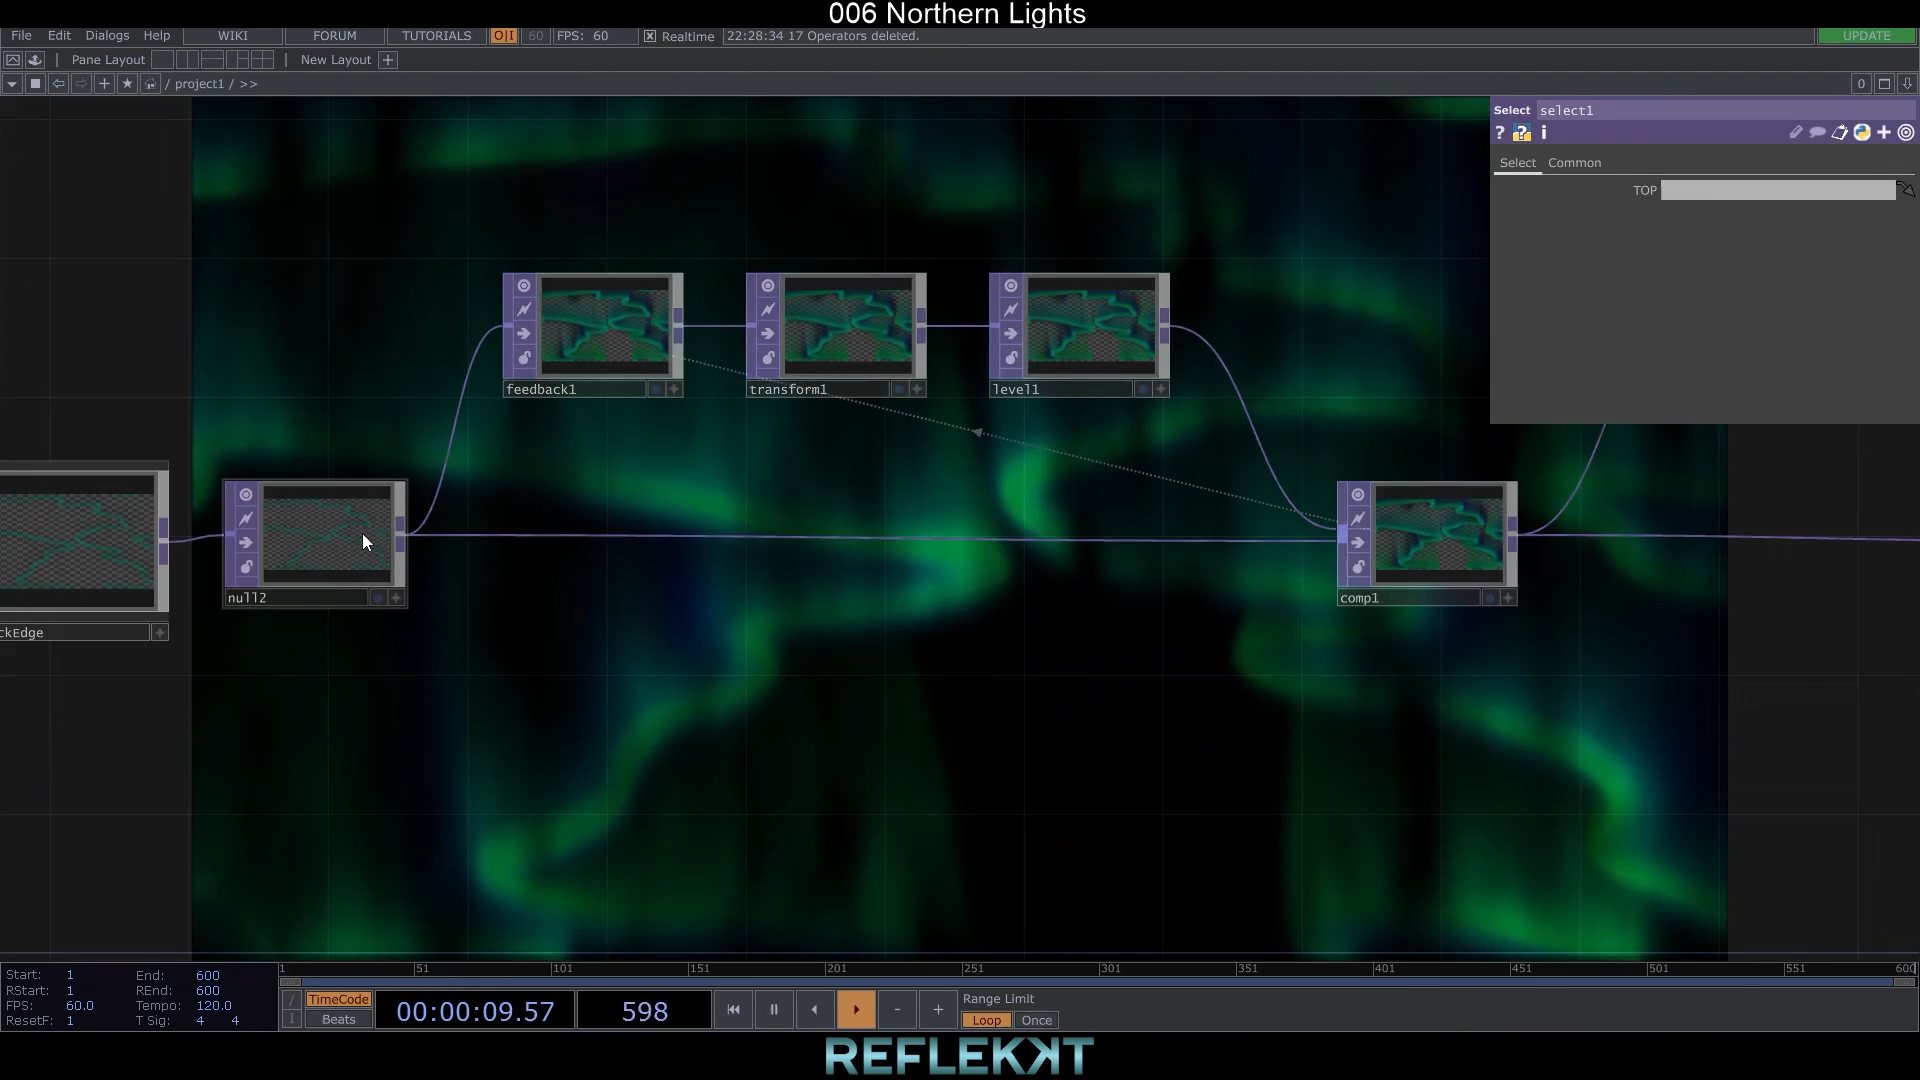 006 Northern Lights
File Edit Dialogs Help WIKI FORUM TUTORIALS O|I 60 FPS: 60 Realtime 22:28:34 17 Operators deleted. UPDATE
Pane Layout New Layout +
/ project1 / >> 0
Select select1
? ? i
Select Common
TOP
feedback1
transform1
level1
null2
comp1
ckEdge
1 51 101 151 201 251 301 351 401 451 501 551 600
Start: 1 End: 600
RStart: 1 REnd: 600
FPS: 60.0 Tempo: 120.0
ResetF: 1 T Sig: 4 4
TimeCode
Beats
00:00:09.57
598
- +
Range Limit
Loop Once
REFLEKKT